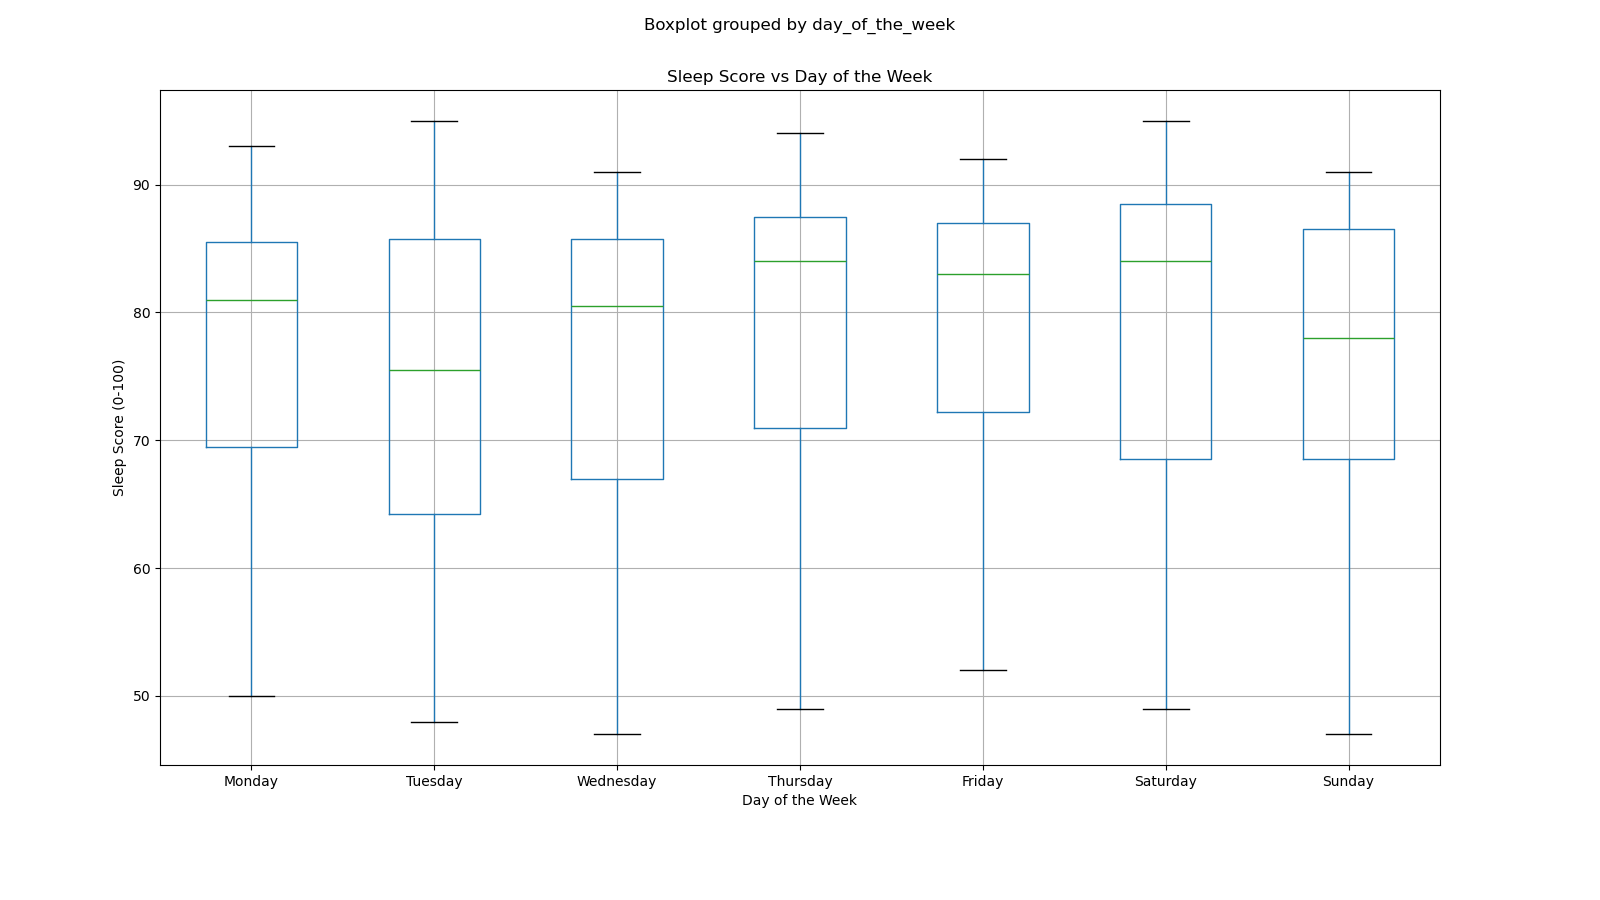 Boxplot grouped by day_of_the_week
Sleep Score vs Day of the Week
90
80
70
60
50
Sleep Score (0-100)
Monday Tuesday Wednesday Thursday Friday Saturday Sunday
Day of the Week